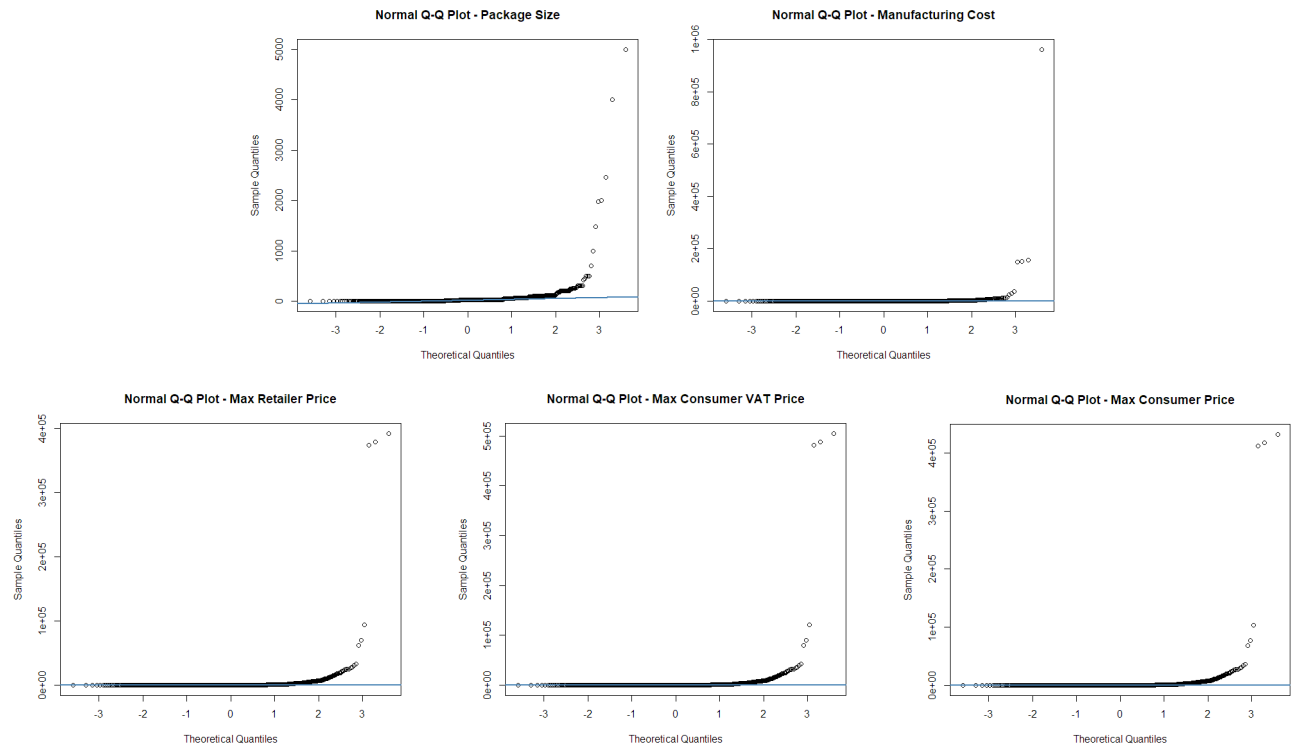 Normal Q-Q Plot - Package Size
Sample Quantiles
5000
4000
3000
2000
1000
0
-3 -2 -1 0 1 2 3
Theoretical Quantiles
Normal Q-Q Plot - Manufacturing Cost
Sample Quantiles
1e+06
8e+05
6e+05
4e+05
2e+05
0e+00
-3 -2 -1 0 1 2 3
Theoretical Quantiles
Normal Q-Q Plot - Max Retailer Price
Sample Quantiles
4e+05
3e+05
2e+05
1e+05
0e+00
-3 -2 -1 0 1 2 3
Theoretical Quantiles
Normal Q-Q Plot - Max Consumer VAT Price
Sample Quantiles
5e+05
4e+05
3e+05
2e+05
1e+05
0e+00
-3 -2 -1 0 1 2 3
Theoretical Quantiles
Normal Q-Q Plot - Max Consumer Price
Sample Quantiles
4e+05
3e+05
2e+05
1e+05
0e+00
-3 -2 -1 0 1 2 3
Theoretical Quantiles